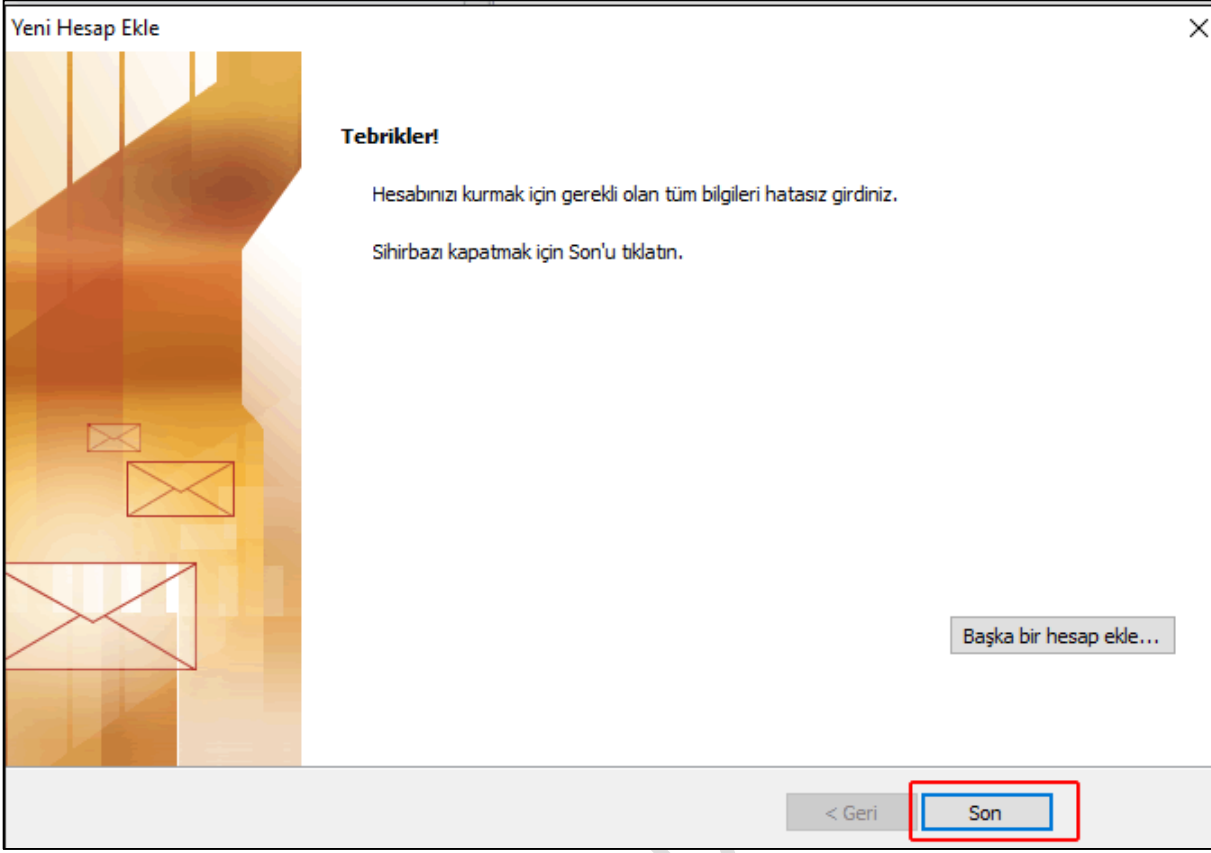 Yeni Hesap Ekle
Tebrikler!
Hesabınızı kurmak için gerekli olan tüm bilgileri hatasız girdiniz.
Sihirbazı kapatmak için Son'u tıklatın.
Başka bir hesap ekle...
< Geri
Son